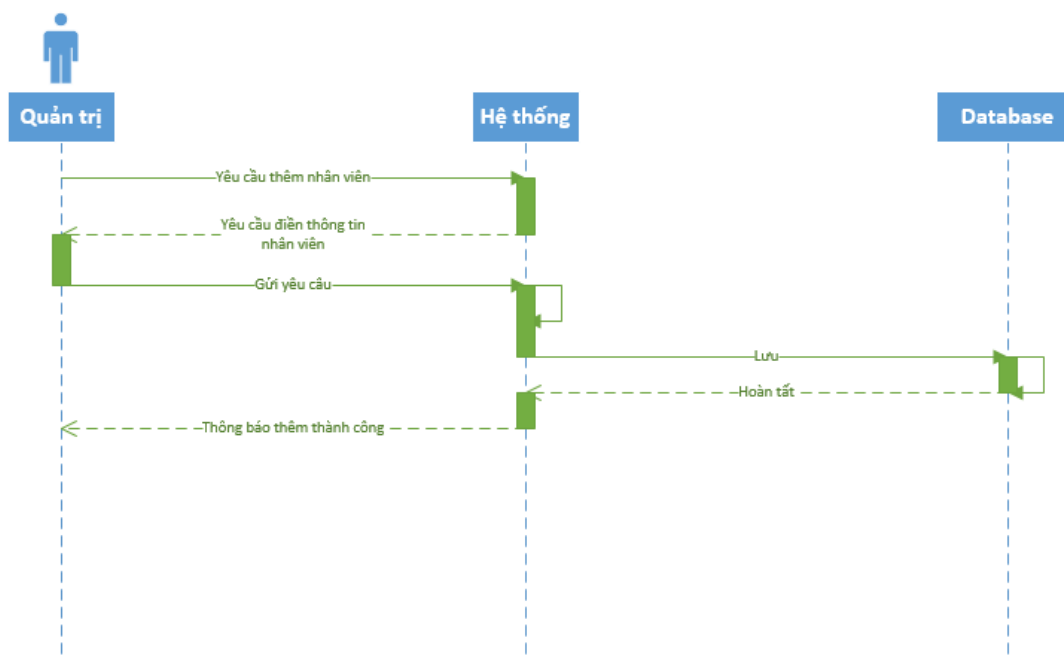 Quản trị
Hệ thống
Database
Yêu cầu thêm nhân viên
Yêu cầu điền thông tin
nhân viên
Gửi yêu câu
Lưu
Hoàn tất
Thông báo thêm thành công